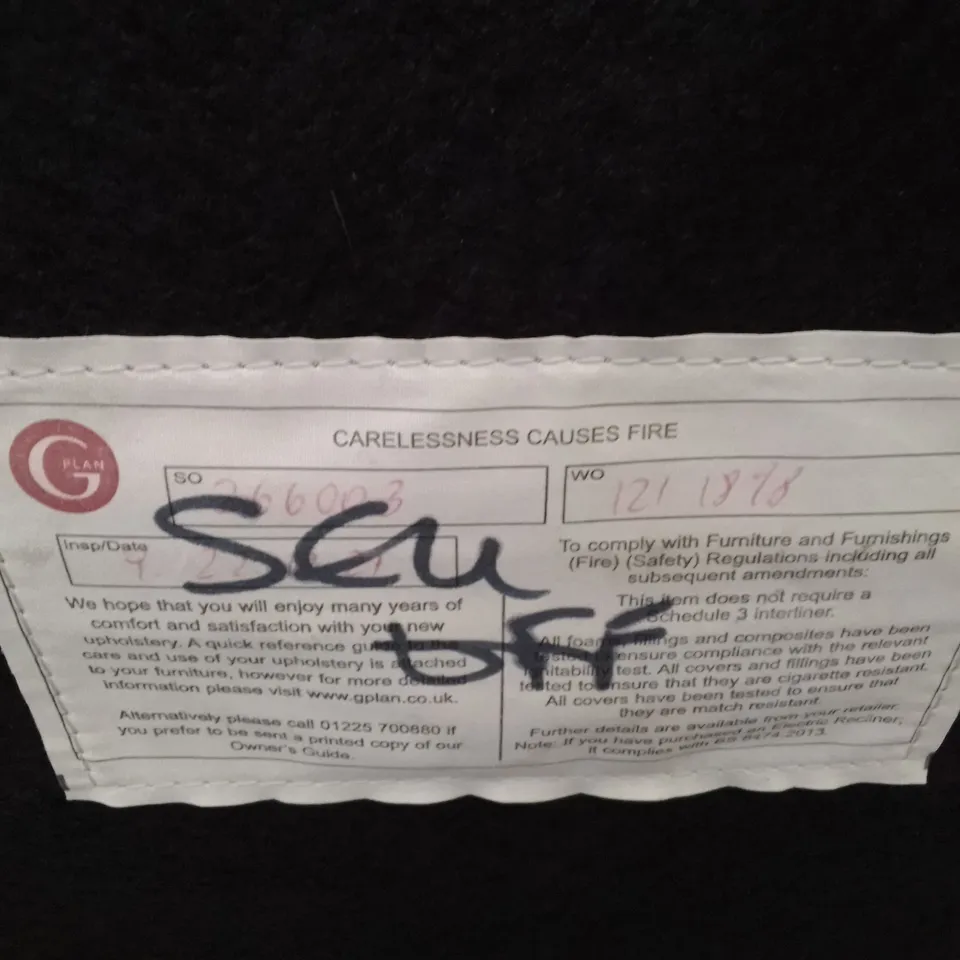 G PLAN
CARELESSNESS CAUSES FIRE
SO 266003
WO 121 1878
Insp/Date
SCU
OFF
We hope that you will enjoy many years of
comfort and satisfaction with your new
upholstery. A quick reference guide to the
care and use of your upholstery is attached
to your furniture, however for more detailed
information please visit www.gplan.co.uk.
Alternatively please call 01225 700880 if
you prefer to be sent a printed copy of our
Owner's Guide.
To comply with Furniture and Furnishings
(Fire) (Safety) Regulations including all
subsequent amendments:
This item does not require a
Schedule 3 interliner.
All foams, fillings and composites have been
tested to ensure compliance with the relevant
ignitability test. All covers and fillings have been
tested to ensure that they are cigarette resistant.
All covers have been tested to ensure that
they are match resistant.
Further details are available from your retailer.
Note: If you have purchased an Electric Recliner,
it complies with BS 8474:2013.